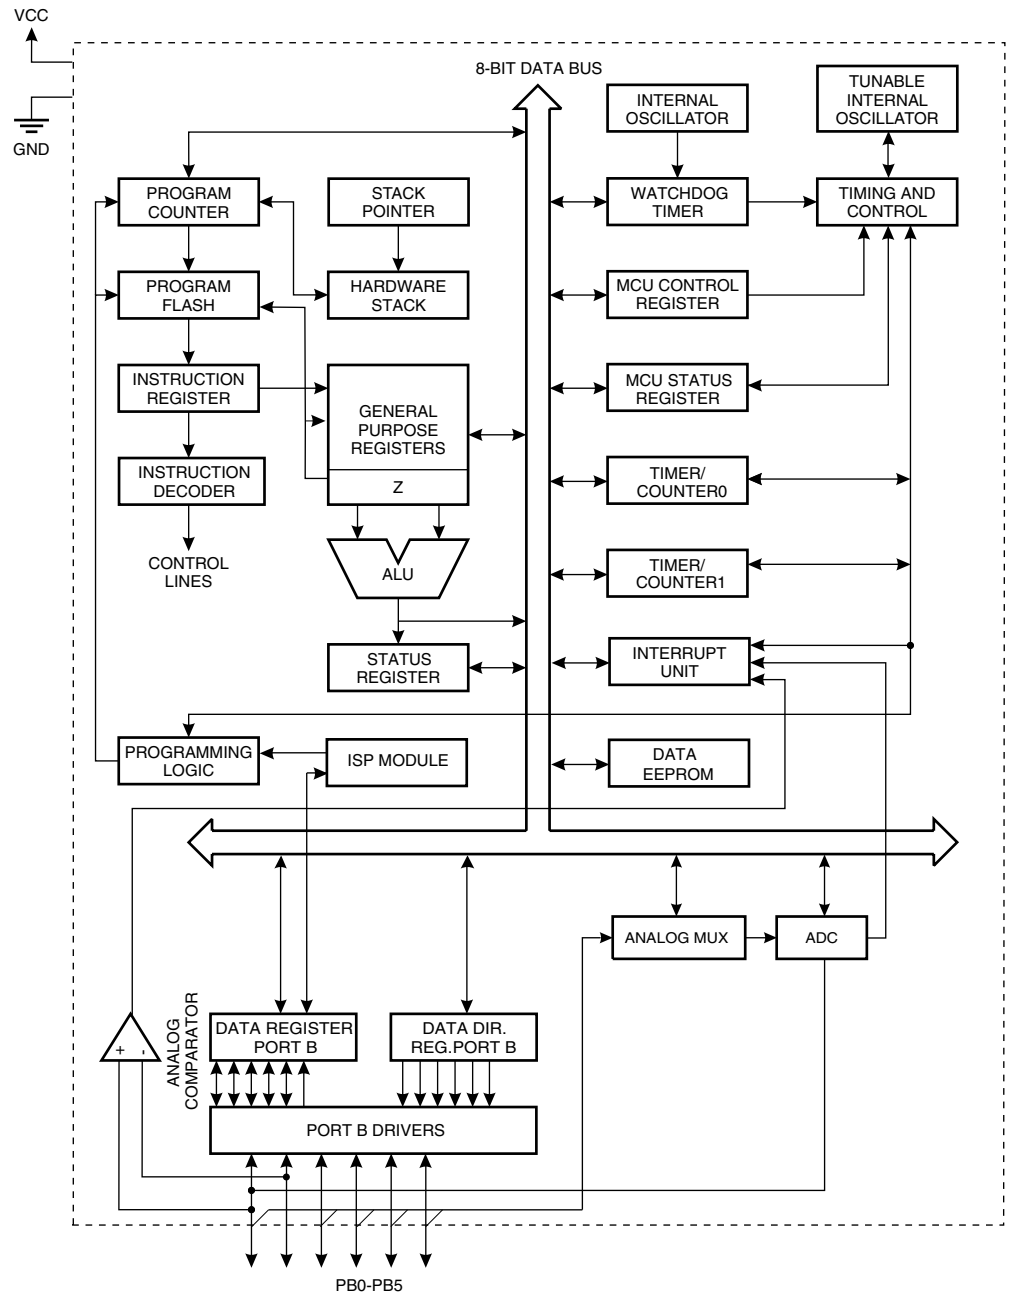 VCC
GND
8-BIT DATA BUS
INTERNAL
OSCILLATOR
TUNABLE
INTERNAL
OSCILLATOR
PROGRAM
COUNTER
STACK
POINTER
WATCHDOG
TIMER
TIMING AND
CONTROL
PROGRAM
FLASH
HARDWARE
STACK
MCU CONTROL
REGISTER
INSTRUCTION
REGISTER
GENERAL
PURPOSE
REGISTERS
Z
MCU STATUS
REGISTER
INSTRUCTION
DECODER
TIMER/
COUNTER0
CONTROL
LINES
ALU
TIMER/
COUNTER1
STATUS
REGISTER
INTERRUPT
UNIT
PROGRAMMING
LOGIC
ISP MODULE
DATA
EEPROM
ANALOG MUX
ADC
ANALOG
COMPARATOR
+ -
DATA REGISTER
PORT B
DATA DIR.
REG.PORT B
PORT B DRIVERS
PB0-PB5